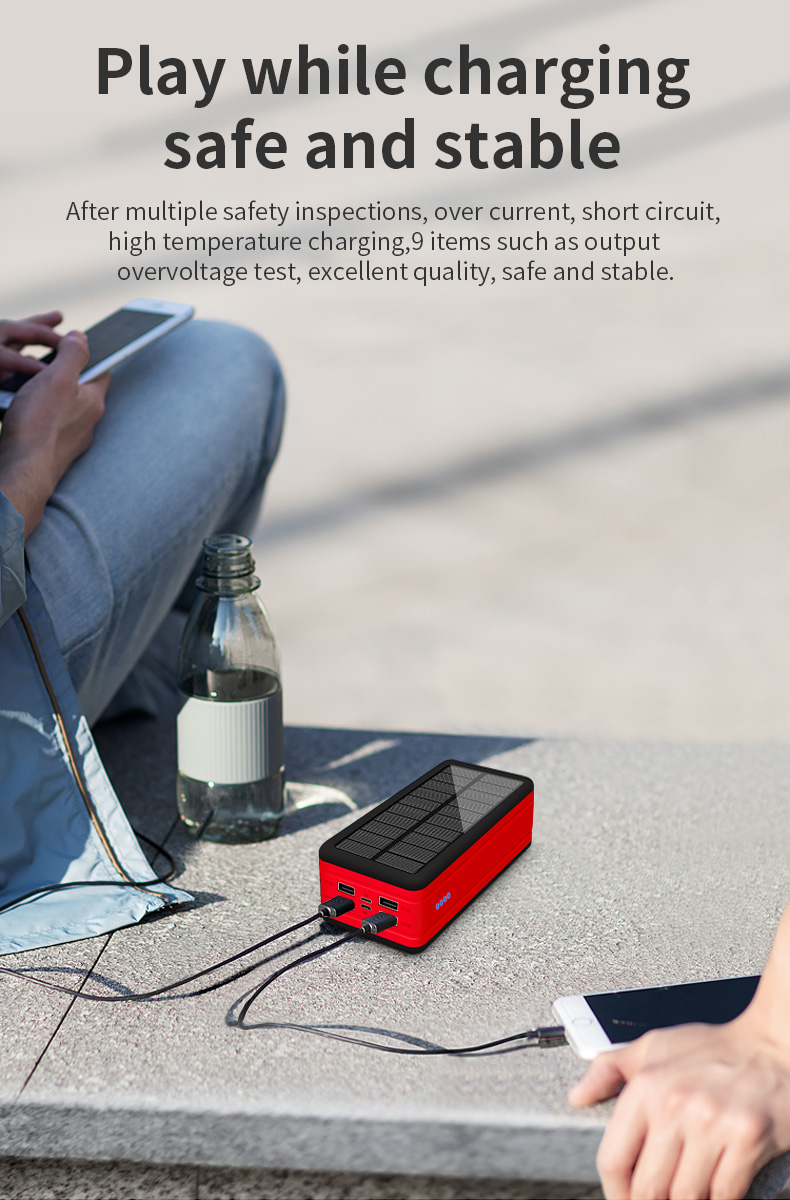 Play while charging
safe and stable
After multiple safety inspections, over current, short circuit,
high temperature charging,9 items such as output
overvoltage test, excellent quality, safe and stable.